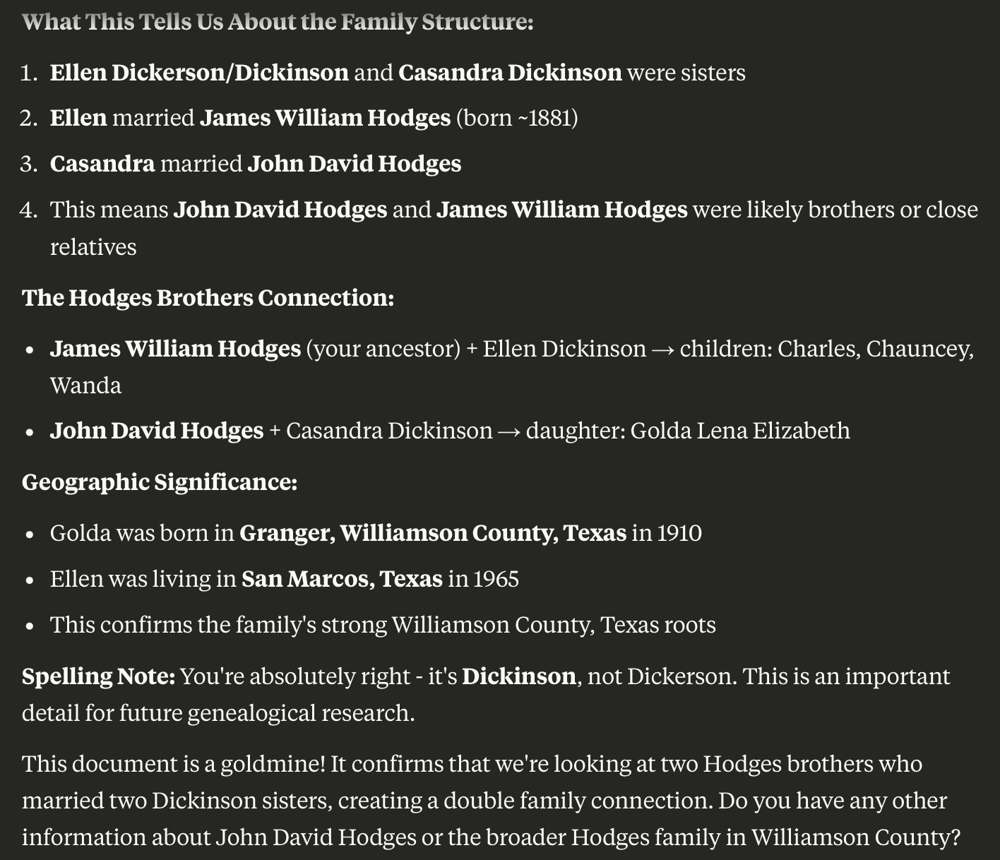 What This Tells Us About the Family Structure:
1. Ellen Dickerson/Dickinson and Casandra Dickinson were sisters
2. Ellen married James William Hodges (born ~1881)
3. Casandra married John David Hodges
4. This means John David Hodges and James William Hodges were likely brothers or close
relatives
The Hodges Brothers Connection:
• James William Hodges (your ancestor) + Ellen Dickinson → children: Charles, Chauncey,
Wanda
• John David Hodges + Casandra Dickinson → daughter: Golda Lena Elizabeth
Geographic Significance:
• Golda was born in Granger, Williamson County, Texas in 1910
• Ellen was living in San Marcos, Texas in 1965
• This confirms the family's strong Williamson County, Texas roots
Spelling Note: You're absolutely right - it's Dickinson, not Dickerson. This is an important
detail for future genealogical research.
This document is a goldmine! It confirms that we're looking at two Hodges brothers who
married two Dickinson sisters, creating a double family connection. Do you have any other
information about John David Hodges or the broader Hodges family in Williamson County?